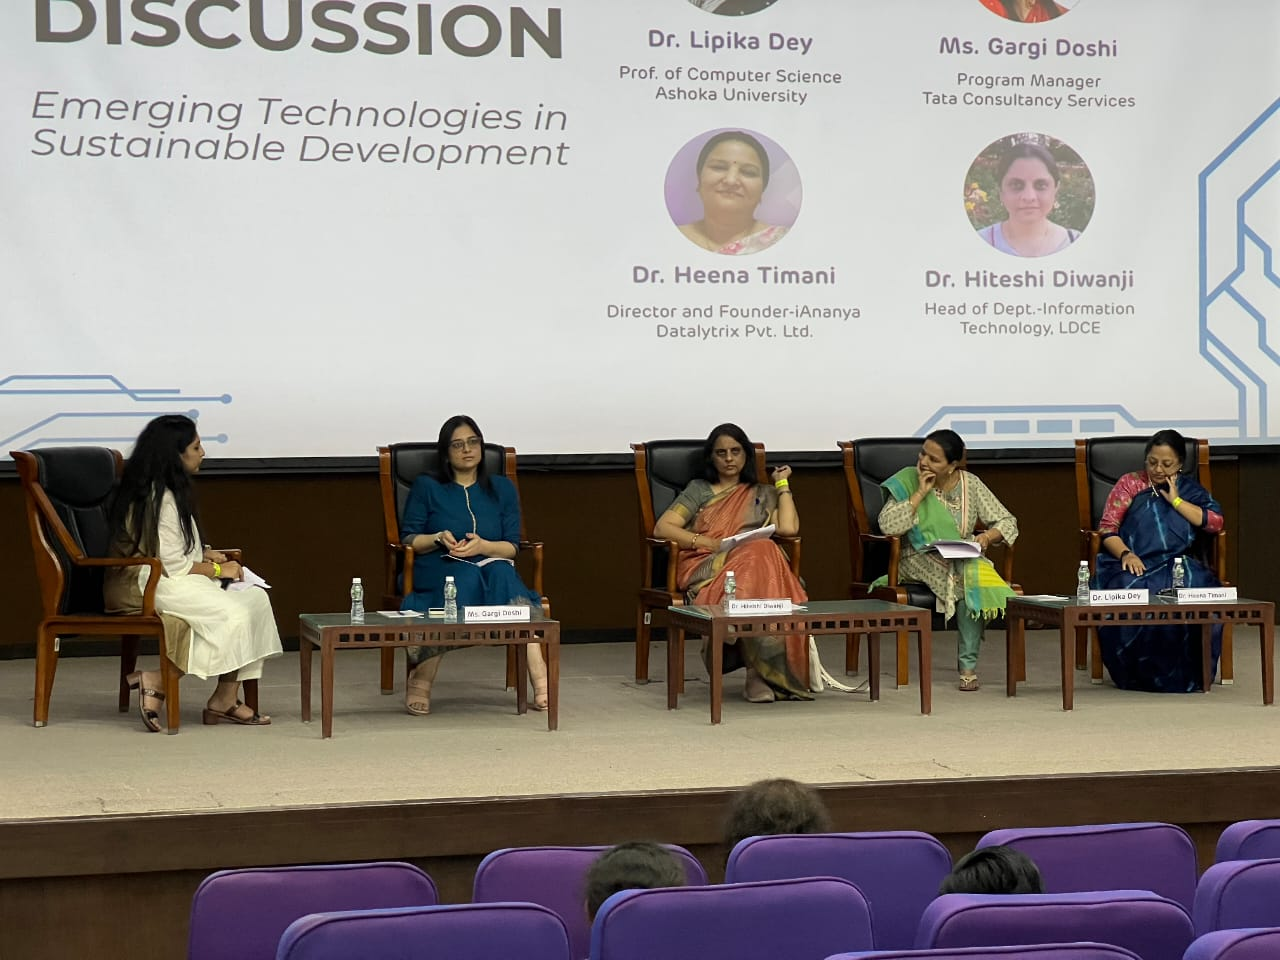 DISCUSSION
Emerging Technologies in
Sustainable Development
Dr. Lipika Dey
Prof. of Computer Science
Ashoka University
Ms. Gargi Doshi
Program Manager
Tata Consultancy Services
Dr. Heena Timani
Director and Founder-iAnanya
Datalytrix Pvt. Ltd.
Dr. Hiteshi Diwanji
Head of Dept.-Information
Technology, LDCE
Ms. Gargi Doshi
Dr. Hiteshi Diwanji
Dr. Lipika Dey
Dr. Heena Timani